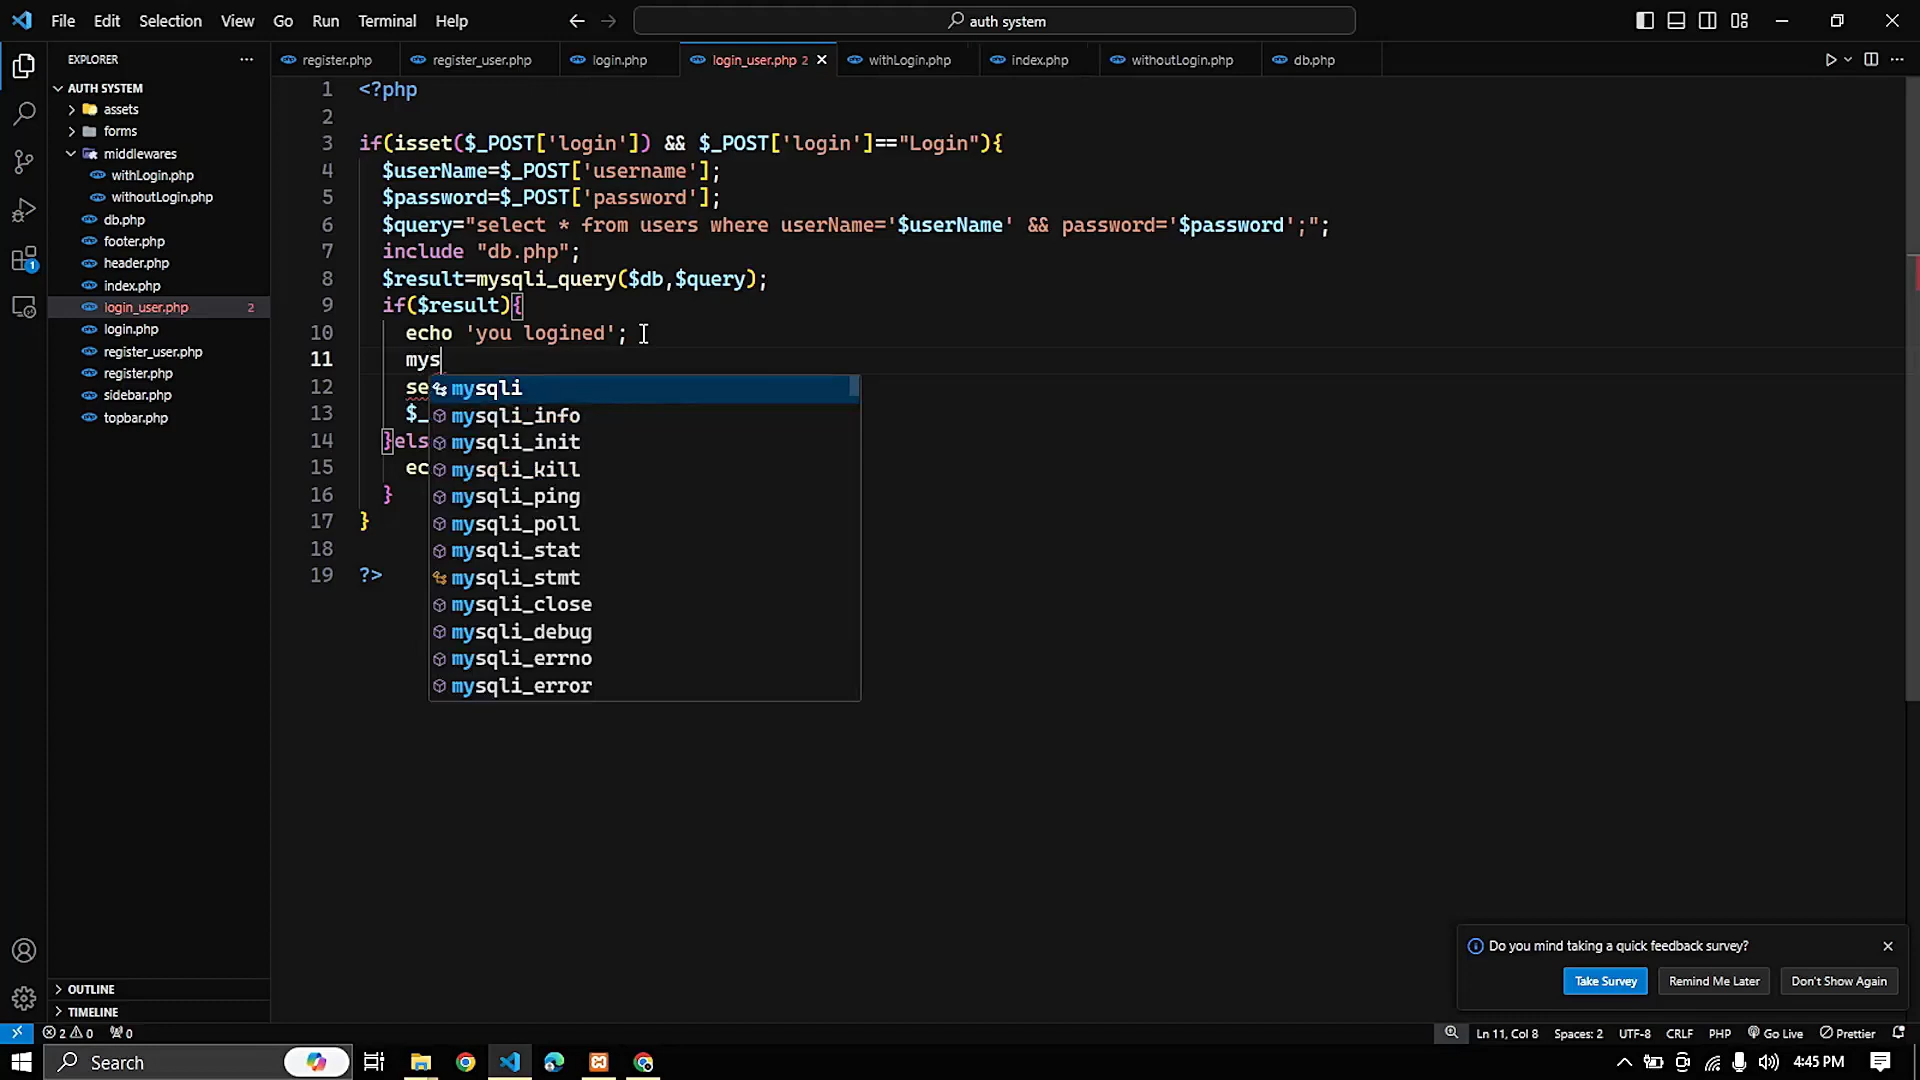 File Edit Selection View Go Run Terminal Help
auth system
EXPLORER
AUTH SYSTEM
assets
forms
middlewares
withLogin.php
withoutLogin.php
db.php
footer.php
header.php
index.php
login_user.php 2
login.php
register_user.php
register.php
sidebar.php
topbar.php
OUTLINE
TIMELINE
register.php register_user.php login.php login_user.php 2 withLogin.php index.php withoutLogin.php db.php
1 <?php
2
3 if(isset($_POST['login']) && $_POST['login']=="Login"){
4 $userName=$_POST['username'];
5 $password=$_POST['password'];
6 $query="select * from users where userName='$userName' && password='$password';";
7 include "db.php";
8 $result=mysqli_query($db,$query);
9 if($result){
10 echo 'you logined';
11 mys
12 se
13 $_
14 }els
15 ec
16 }
17 }
18
19 ?>
mysqli
mysqli_info
mysqli_init
mysqli_kill
mysqli_ping
mysqli_poll
mysqli_stat
mysqli_stmt
mysqli_close
mysqli_debug
mysqli_errno
mysqli_error
Do you mind taking a quick feedback survey?
Take Survey Remind Me Later Don't Show Again
2 0 0 Ln 11, Col 8 Spaces: 2 UTF-8 CRLF PHP Go Live Prettier
Search 4:45 PM